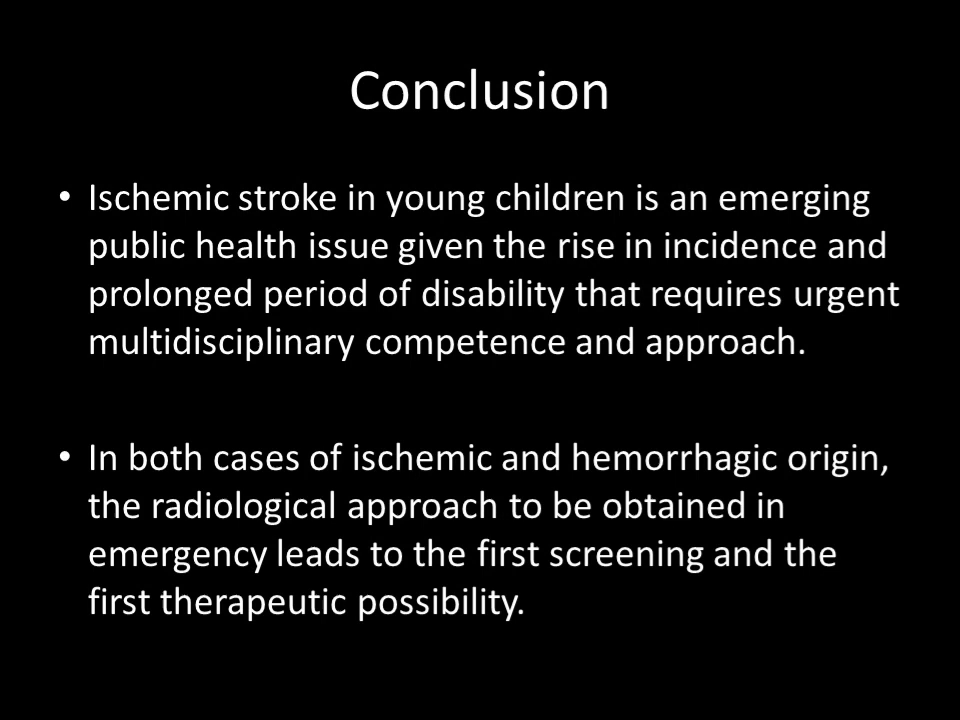 Conclusion
• Ischemic stroke in young children is an emerging
public health issue given the rise in incidence and
prolonged period of disability that requires urgent
multidisciplinary competence and approach.
• In both cases of ischemic and hemorrhagic origin,
the radiological approach to be obtained in
emergency leads to the first screening and the
first therapeutic possibility.